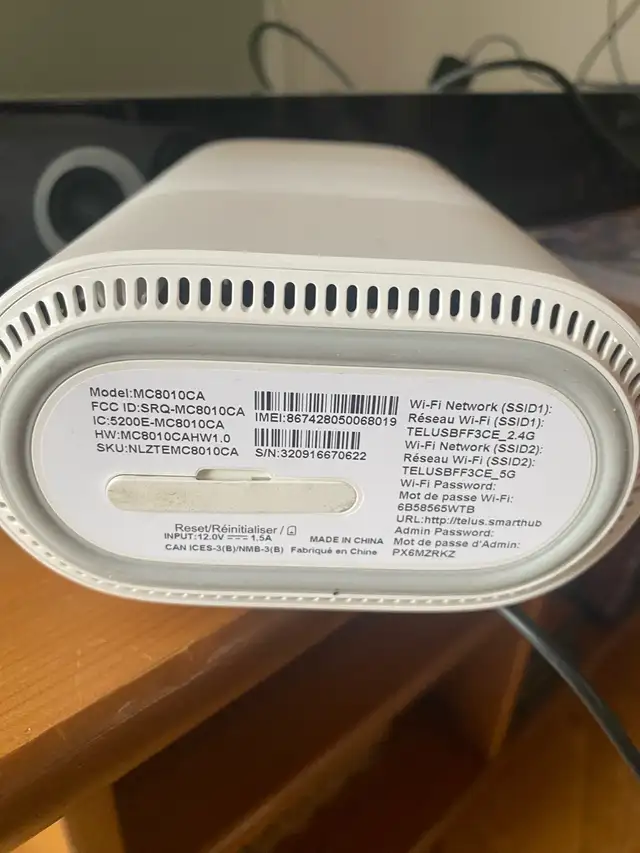 Model:MC8010CA
FCC ID:SRQ-MC8010CA
IC:5200E-MC8010CA
HW:MC8010CAHW1.0
SKU:NLZTEMC8010CA
IMEI:867428050068019
S/N:320916670622
Reset/Réinitialiser /
INPUT:12.0V 1.5A
CAN ICES-3(B)/NMB-3(B)
MADE IN CHINA
Fabriqué en Chine
Wi-Fi Network (SSID1):
Réseau Wi-Fi (SSID1):
TELUSBFF3CE_2.4G
Wi-Fi Network (SSID2):
Réseau Wi-Fi (SSID2):
TELUSBFF3CE_5G
Wi-Fi Password:
Mot de passe Wi-Fi:
6B58565WTB
URL:http://telus.smarthub
Admin Password:
Mot de passe d'Admin:
PX6MZRKZ